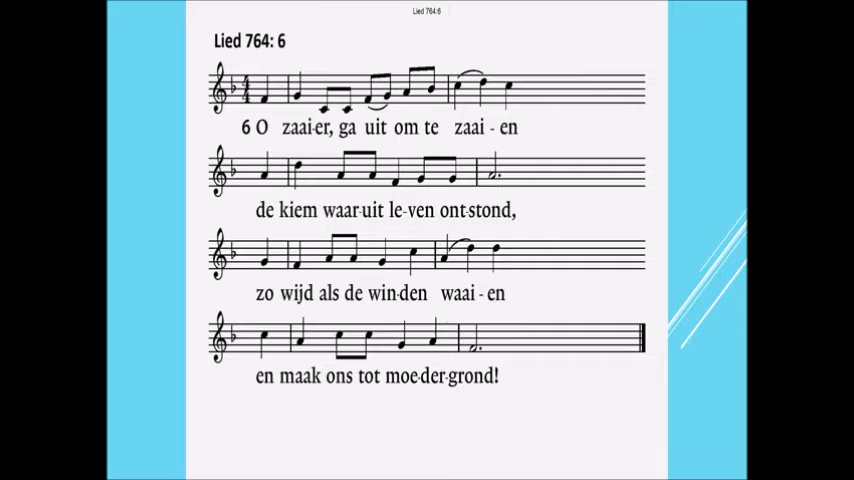 Lied 764:6
Lied 764: 6
6 O zaai-er, ga uit om te zaai - en
de kiem waar-uit le-ven ont-stond,
zo wijd als de win-den waai - en
en maak ons tot moe-der-grond!